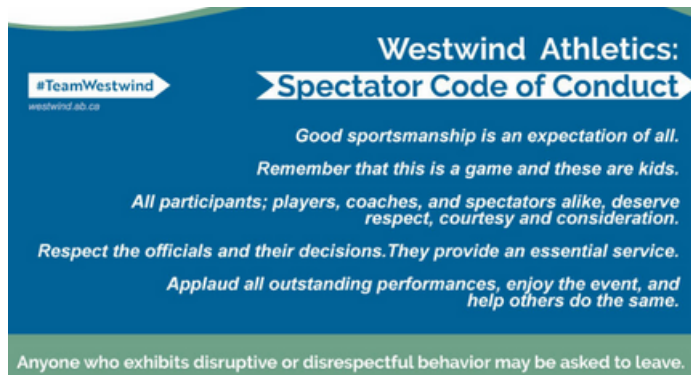 Westwind Athletics:
#TeamWestwind
Spectator Code of Conduct
westwind.ab.ca
Good sportsmanship is an expectation of all.
Remember that this is a game and these are kids.
All participants; players, coaches, and spectators alike, deserve
respect, courtesy and consideration.
Respect the officials and their decisions.They provide an essential service.
Applaud all outstanding performances, enjoy the event, and
help others do the same.
Anyone who exhibits disruptive or disrespectful behavior may be asked to leave.